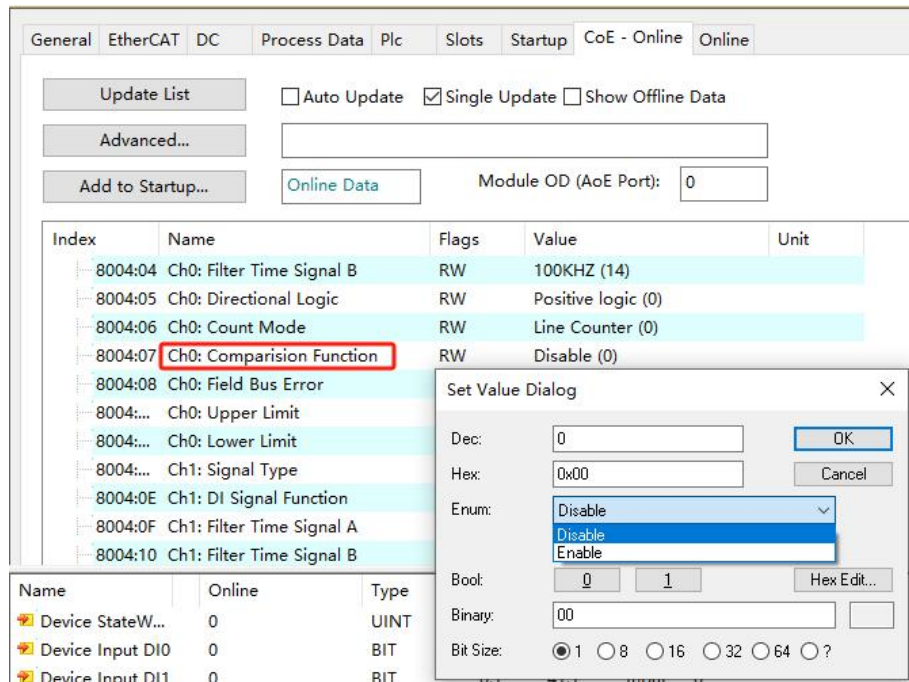 General EtherCAT DC Process Data Plc Slots Startup CoE - Online Online
Update List Auto Update Single Update Show Offline Data
Advanced...
Add to Startup... Online Data Module OD (AoE Port): 0
Index Name Flags Value Unit
8004:04 Ch0: Filter Time Signal B RW 100KHZ (14)
8004:05 Ch0: Directional Logic RW Positive logic (0)
8004:06 Ch0: Count Mode RW Line Counter (0)
8004:07 Ch0: Comparision Function RW Disable (0)
8004:08 Ch0: Field Bus Error
8004:... Ch0: Upper Limit
8004:... Ch0: Lower Limit
8004:... Ch1: Signal Type
8004:0E Ch1: DI Signal Function
8004:0F Ch1: Filter Time Signal A
8004:10 Ch1: Filter Time Signal B
Set Value Dialog
Dec: 0 OK
Hex: 0x00 Cancel
Enum: Disable
Disable
Enable
Bool: 0 1 Hex Edit...
Binary: 00
Bit Size: 1 8 16 32 64 ?
Name Online Type
Device StateW... 0 UINT
Device Input DI0 0 BIT
Device Input DI1 0 BIT